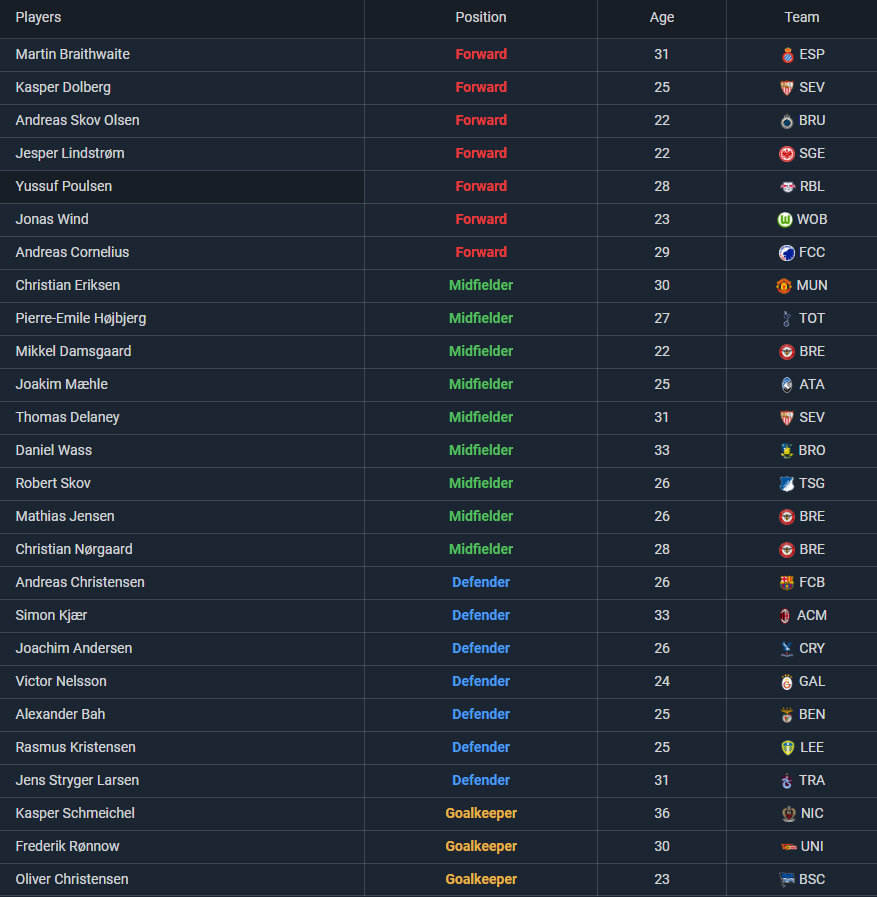 Players Position Age Team
Martin Braithwaite Forward 31 ESP
Kasper Dolberg Forward 25 SEV
Andreas Skov Olsen Forward 22 BRU
Jesper Lindstrøm Forward 22 SGE
Yussuf Poulsen Forward 28 RBL
Jonas Wind Forward 23 WOB
Andreas Cornelius Forward 29 FCC
Christian Eriksen Midfielder 30 MUN
Pierre-Emile Højbjerg Midfielder 27 TOT
Mikkel Damsgaard Midfielder 22 BRE
Joakim Mæhle Midfielder 25 ATA
Thomas Delaney Midfielder 31 SEV
Daniel Wass Midfielder 33 BRO
Robert Skov Midfielder 26 TSG
Mathias Jensen Midfielder 26 BRE
Christian Nørgaard Midfielder 28 BRE
Andreas Christensen Defender 26 FCB
Simon Kjær Defender 33 ACM
Joachim Andersen Defender 26 CRY
Victor Nelsson Defender 24 GAL
Alexander Bah Defender 25 BEN
Rasmus Kristensen Defender 25 LEE
Jens Stryger Larsen Defender 31 TRA
Kasper Schmeichel Goalkeeper 36 NIC
Frederik Rønnow Goalkeeper 30 UNI
Oliver Christensen Goalkeeper 23 BSC